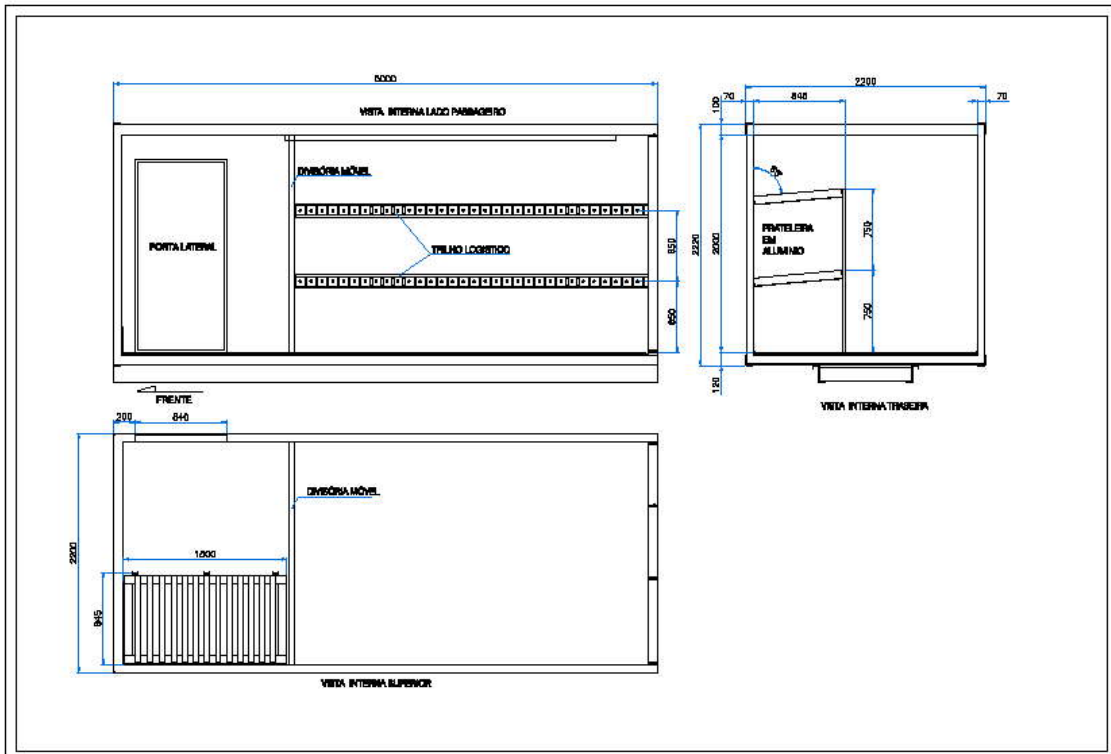 5000
VISTA INTERNA LADO PASSAGEIRO
DIVISÓRIA MÓVEL
PORTA LATERAL
TRILHO LOGISTICO
650
650
FRENTE
2200
70
845
70
100
2220
2000
120
PRATELEIRA
EM
ALUMINIO
750
750
VISTA INTERNA TRASEIRA
200
840
2200
DIVISÓRIA MÓVEL
1500
845
VISTA INTERNA SUPERIOR